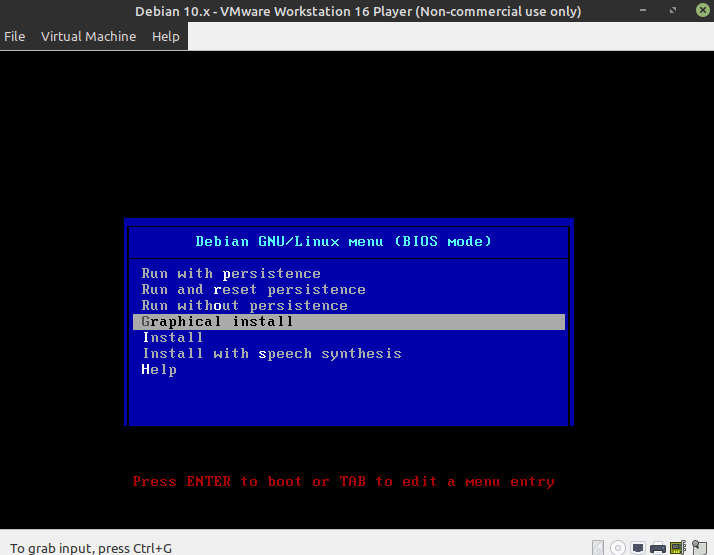 Debian 10.x - VMware Workstation 16 Player (Non-commercial use only)
File Virtual Machine Help
Debian GNU/Linux menu (BIOS mode)
Run with persistence
Run and reset persistence
Run without persistence
Graphical install
Install
Install with speech synthesis
Help
Press ENTER to boot or TAB to edit a menu entry
To grab input, press Ctrl+G